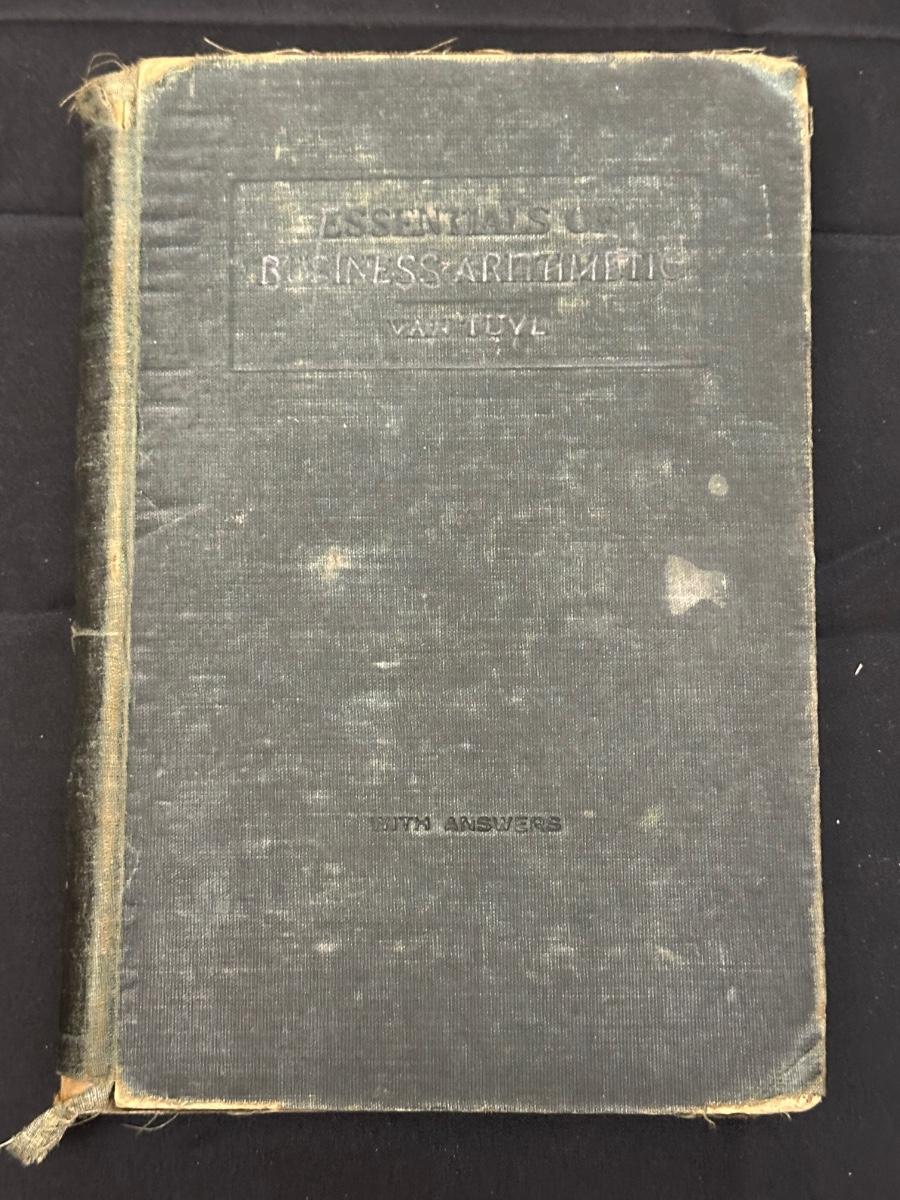 ESSENTIALS OF
BUSINESS ARITHMETIC
VAN TUYL
WITH ANSWERS